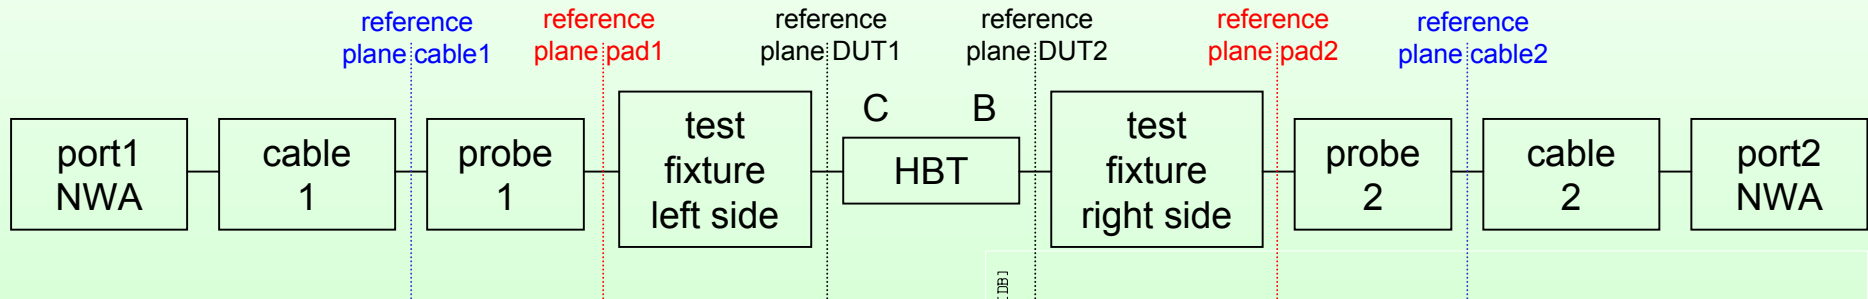 reference
plane cable1
reference
plane pad1
reference
plane DUT1
reference
plane DUT2
reference
plane pad2
reference
plane cable2
port1
NWA
cable
1
probe
1
test
fixture
left side
C
B
HBT
test
fixture
right side
probe
2
cable
2
port2
NWA